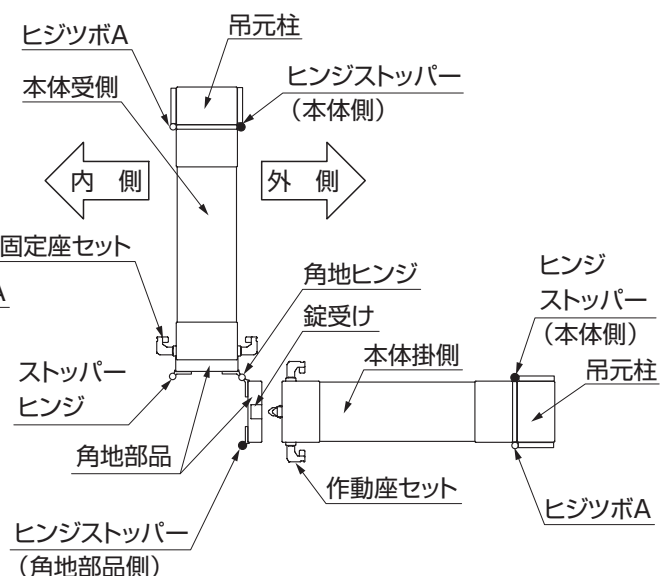 ヒジツボA
吊元柱
本体受側
ヒンジストッパー
（本体側）
内 側
外 側
固定座セット
A
角地ヒンジ
錠受け
ヒンジ
ストッパー
（本体側）
本体掛側
吊元柱
ストッパー
ヒンジ
角地部品
作動座セット
ヒジツボA
ヒンジストッパー
（角地部品側）